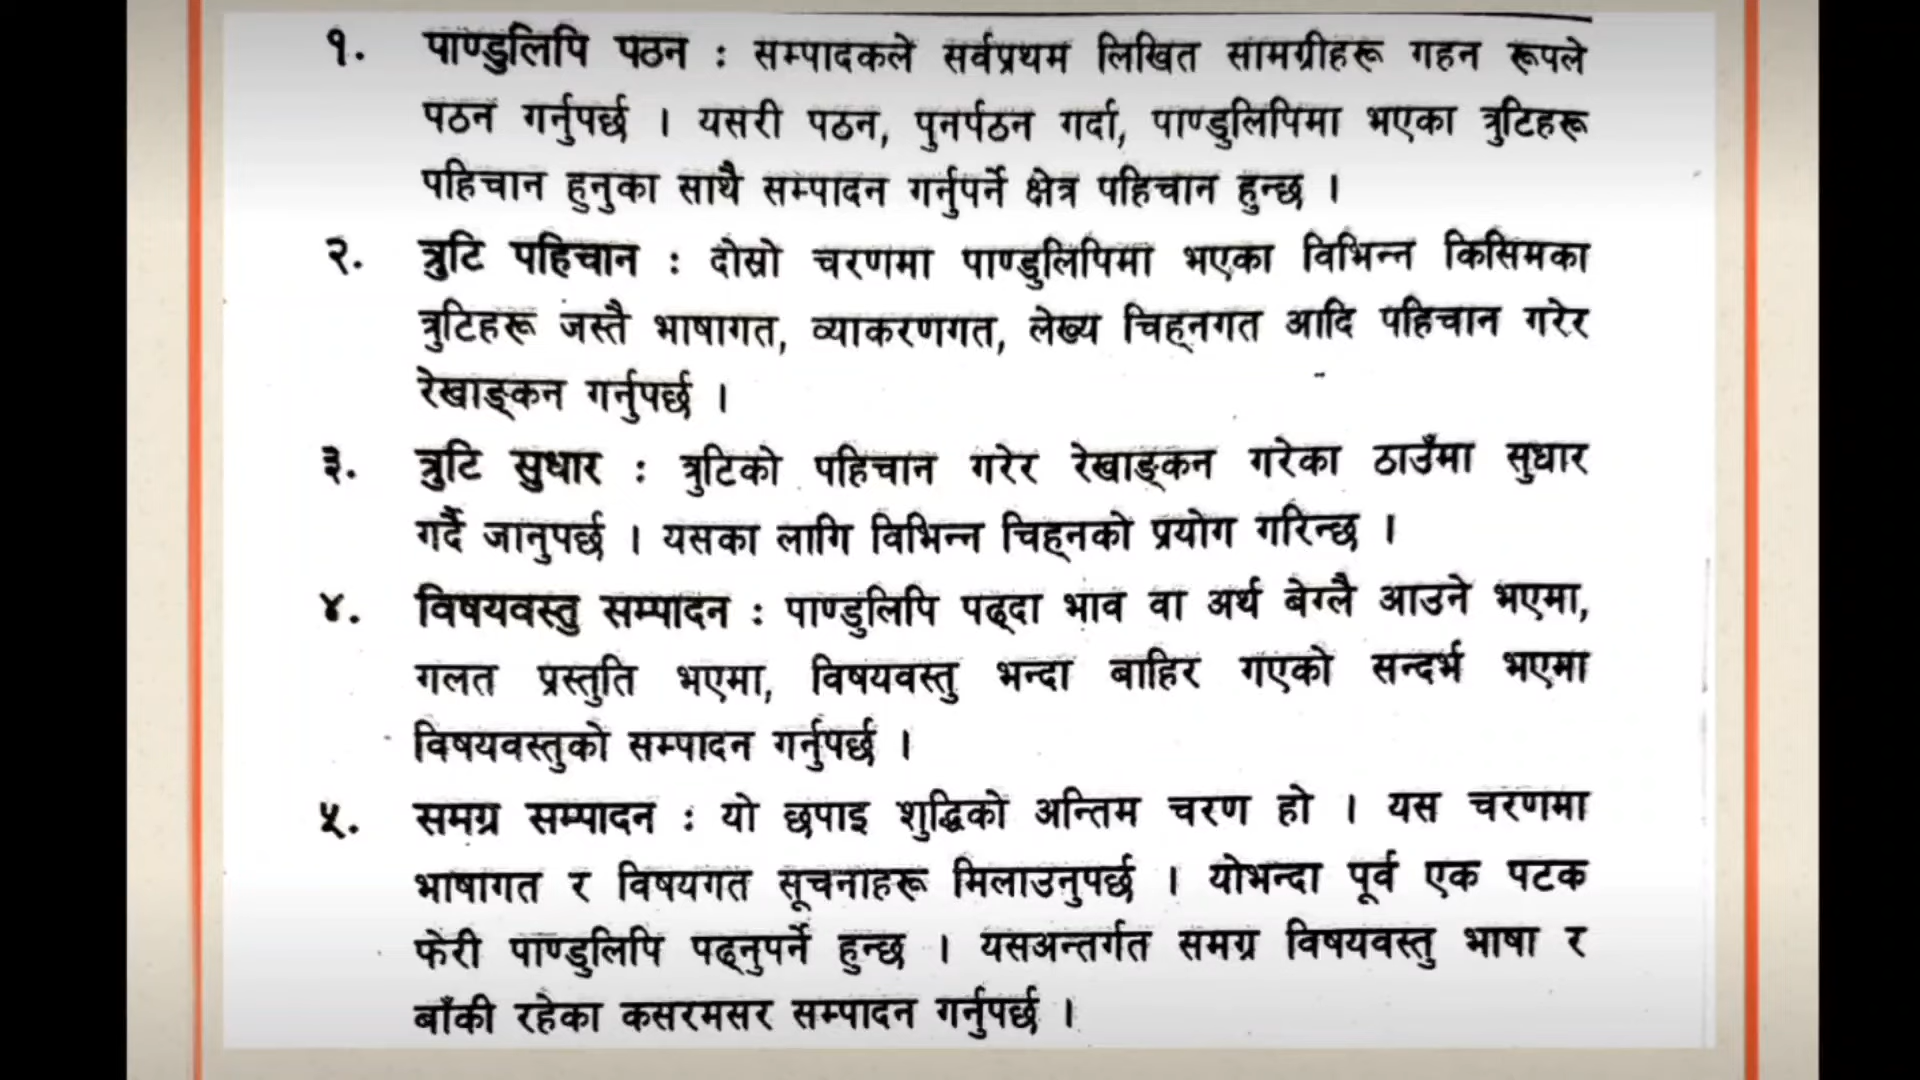 १. पाण्डुलिपि पठन : सम्पादकले सर्वप्रथम लिखित सामग्रीहरू गहन रूपले
पठन गर्नुपर्छ । यसरी पठन, पुनर्पठन गर्दा, पाण्डुलिपिमा भएका त्रुटिहरू
पहिचान हुनुका साथै सम्पादन गर्नुपर्ने क्षेत्र पहिचान हुन्छ ।
२. त्रुटि पहिचान : दोस्रो चरणमा पाण्डुलिपिमा भएका विभिन्न किसिमका
त्रुटिहरू जस्तै भाषागत, व्याकरणगत, लेख्य चिह्नगत आदि पहिचान गरेर
रेखाङ्कन गर्नुपर्छ ।
३. त्रुटि सुधार : त्रुटिको पहिचान गरेर रेखाङ्कन गरेका ठाउँमा सुधार
गर्दै जानुपर्छ । यसका लागि विभिन्न चिह्नको प्रयोग गरिन्छ ।
४. विषयवस्तु सम्पादन : पाण्डुलिपि पढ्दा भाव वा अर्थ बेग्लै आउने भएमा,
गलत प्रस्तुति भएमा, विषयवस्तु भन्दा बाहिर गएको सन्दर्भ भएमा
विषयवस्तुको सम्पादन गर्नुपर्छ ।
५. समग्र सम्पादन : यो छपाइ शुद्धिको अन्तिम चरण हो । यस चरणमा
भाषागत र विषयगत सूचनाहरू मिलाउनुपर्छ । योभन्दा पूर्व एक पटक
फेरी पाण्डुलिपि पढ्नुपर्ने हुन्छ । यसअन्तर्गत समग्र विषयवस्तु भाषा र
बाँकी रहेका कसरमसर सम्पादन गर्नुपर्छ ।